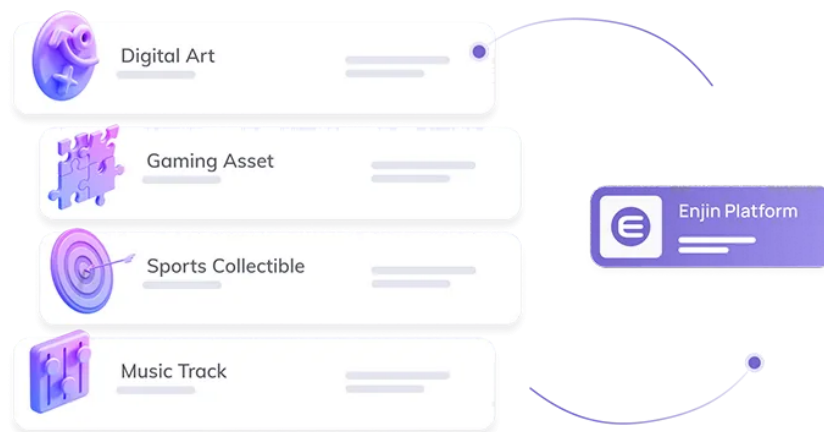 Digital Art
Gaming Asset
Sports Collectible
Music Track
Enjin Platform